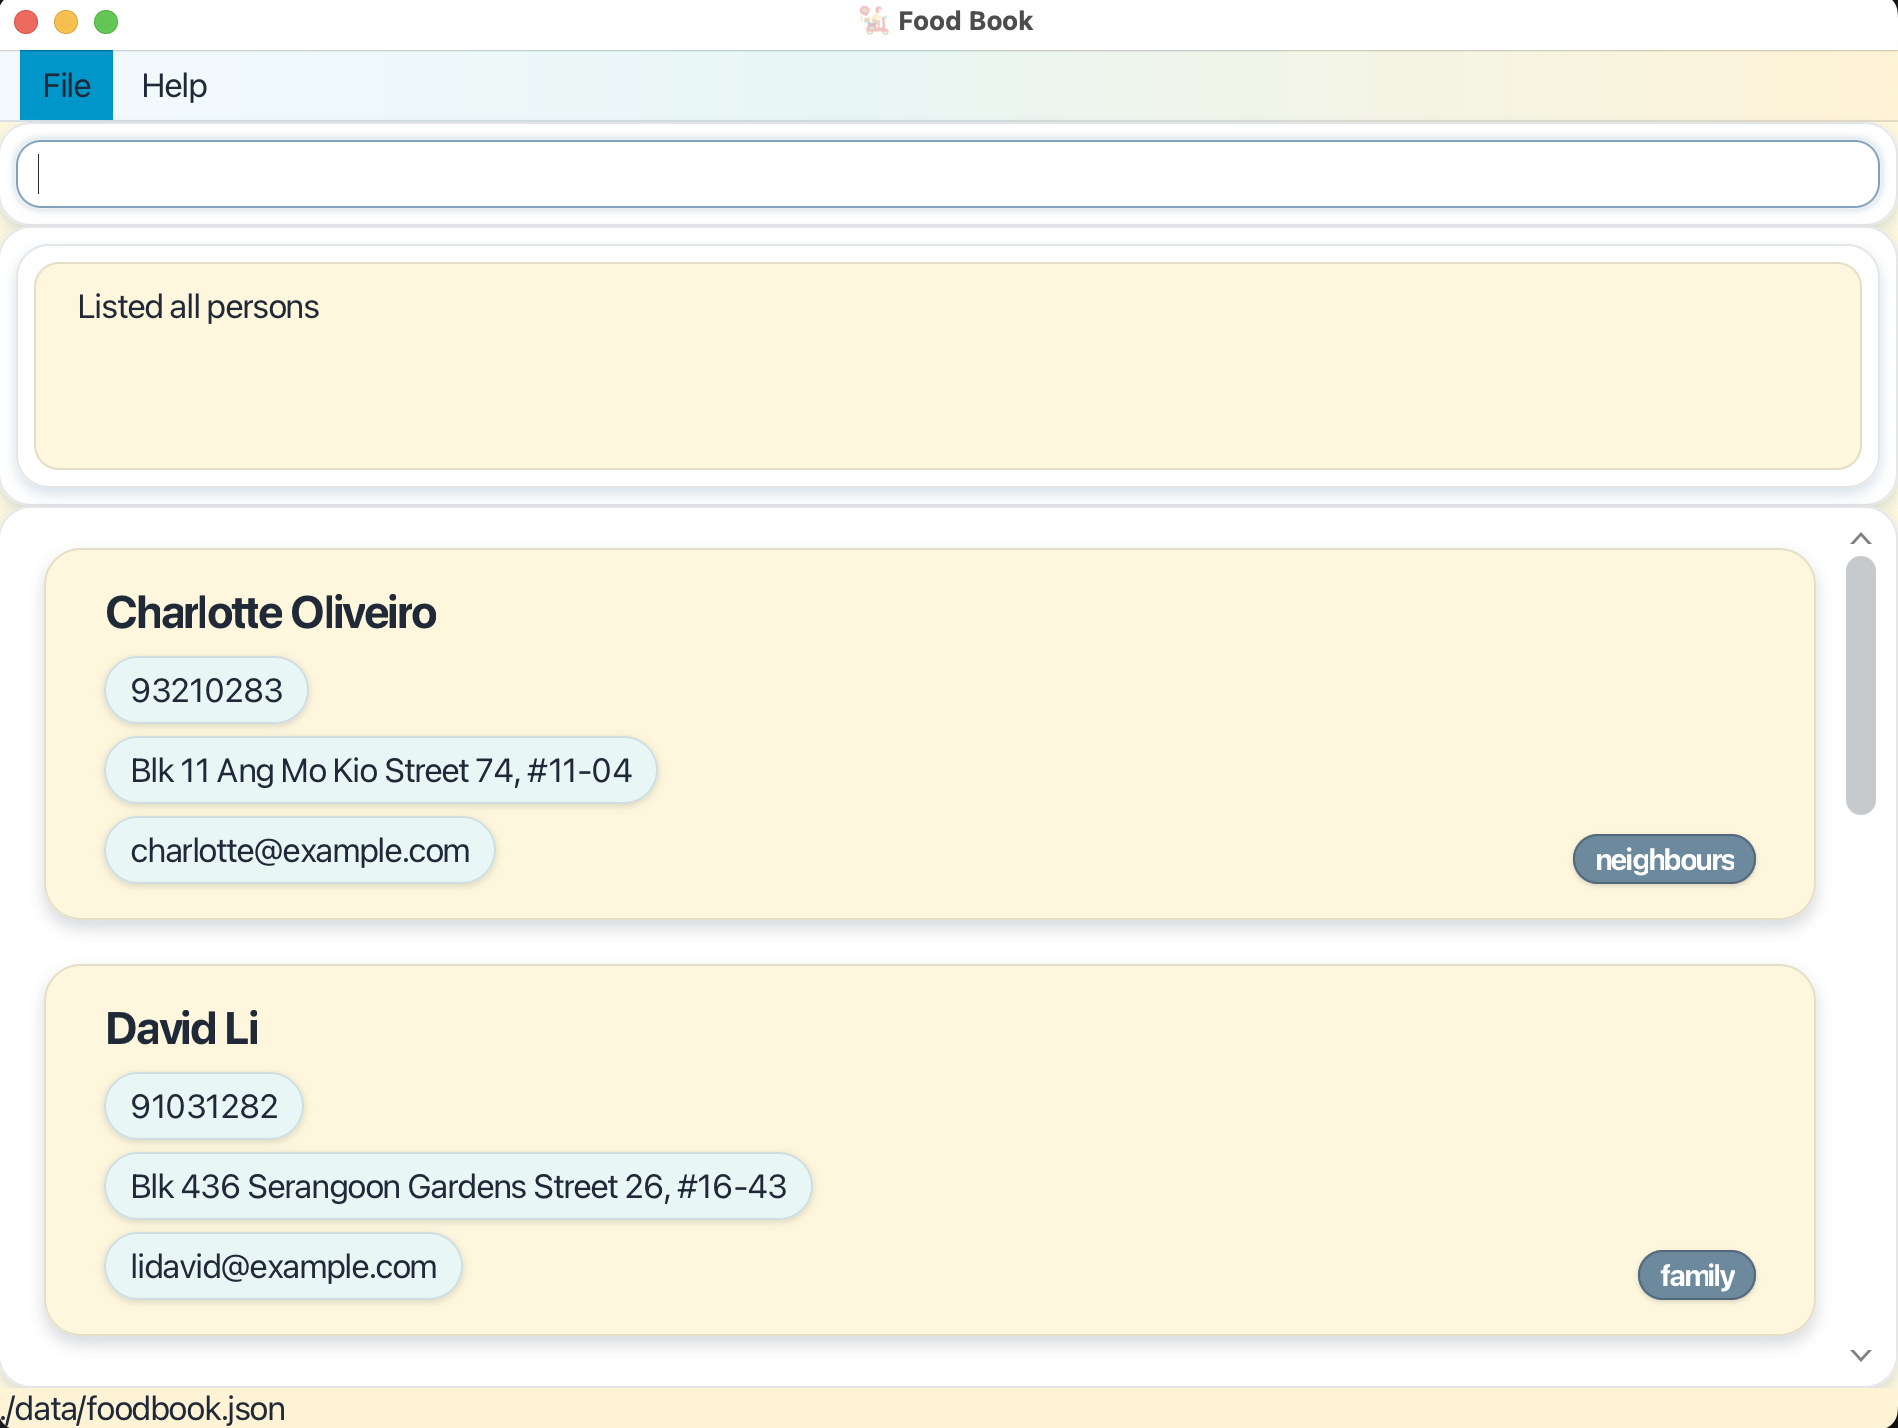 Food Book
File Help
Listed all persons
Charlotte Oliveiro
93210283
Blk 11 Ang Mo Kio Street 74, #11-04
charlotte@example.com
neighbours
David Li
91031282
Blk 436 Serangoon Gardens Street 26, #16-43
lidavid@example.com
family
./data/foodbook.json